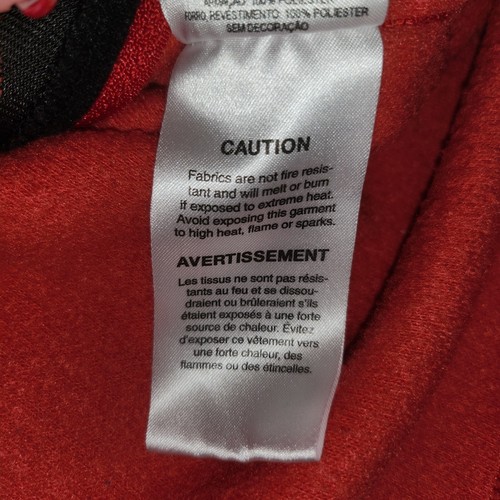 100% POLIESTER
FORRO, REVESTIMENTO: 100% POLIESTER
SEM DECORAÇÃO
CAUTION
Fabrics are not fire resis-
tant and will melt or burn
if exposed to extreme heat.
Avoid exposing this garment
to high heat, flame or sparks.
AVERTISSEMENT
Les tissus ne sont pas résis-
tants au feu et se dissou-
draient ou brûleraient s'ils
étaient exposés à une forte
source de chaleur. Évitez
d'exposer ce vêtement vers
une forte chaleur, des
flammes ou des étincelles.